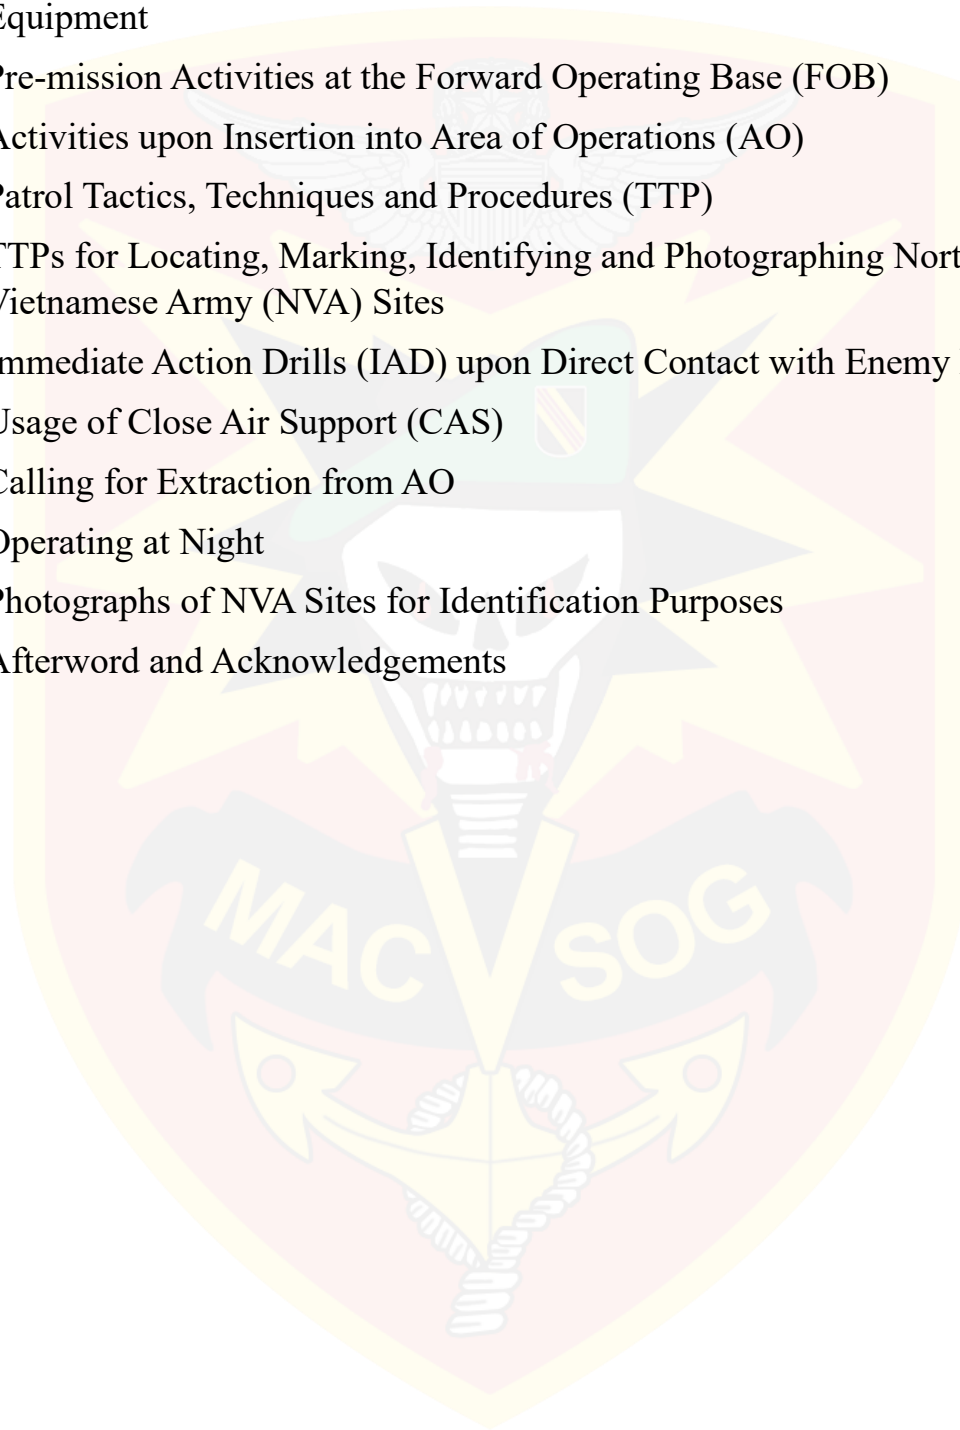 Equipment
Pre-mission Activities at the Forward Operating Base (FOB)
Activities upon Insertion into Area of Operations (AO)
Patrol Tactics, Techniques and Procedures (TTP)
TTPs for Locating, Marking, Identifying and Photographing Nort
Vietnamese Army (NVA) Sites
mmediate Action Drills (IAD) upon Direct Contact with Enemy
Usage of Close Air Support (CAS)
Calling for Extraction from AO
Operating at Night
Photographs of NVA Sites for Identification Purposes
Afterword and Acknowledgements
MAC V SOG